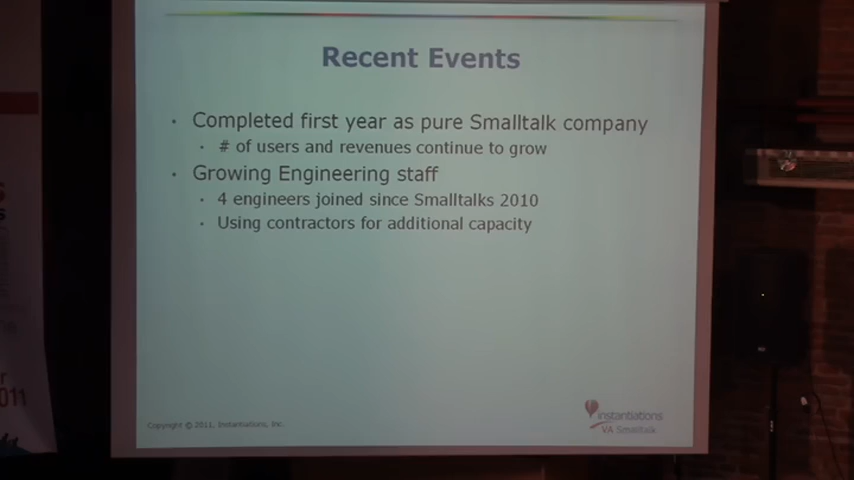 Recent Events
• Completed first year as pure Smalltalk company
• # of users and revenues continue to grow
• Growing Engineering staff
• 4 engineers joined since Smalltalks 2010
• Using contractors for additional capacity
Copyright © 2011, Instantiations, Inc.
instantiations
VA Smalltalk
2011